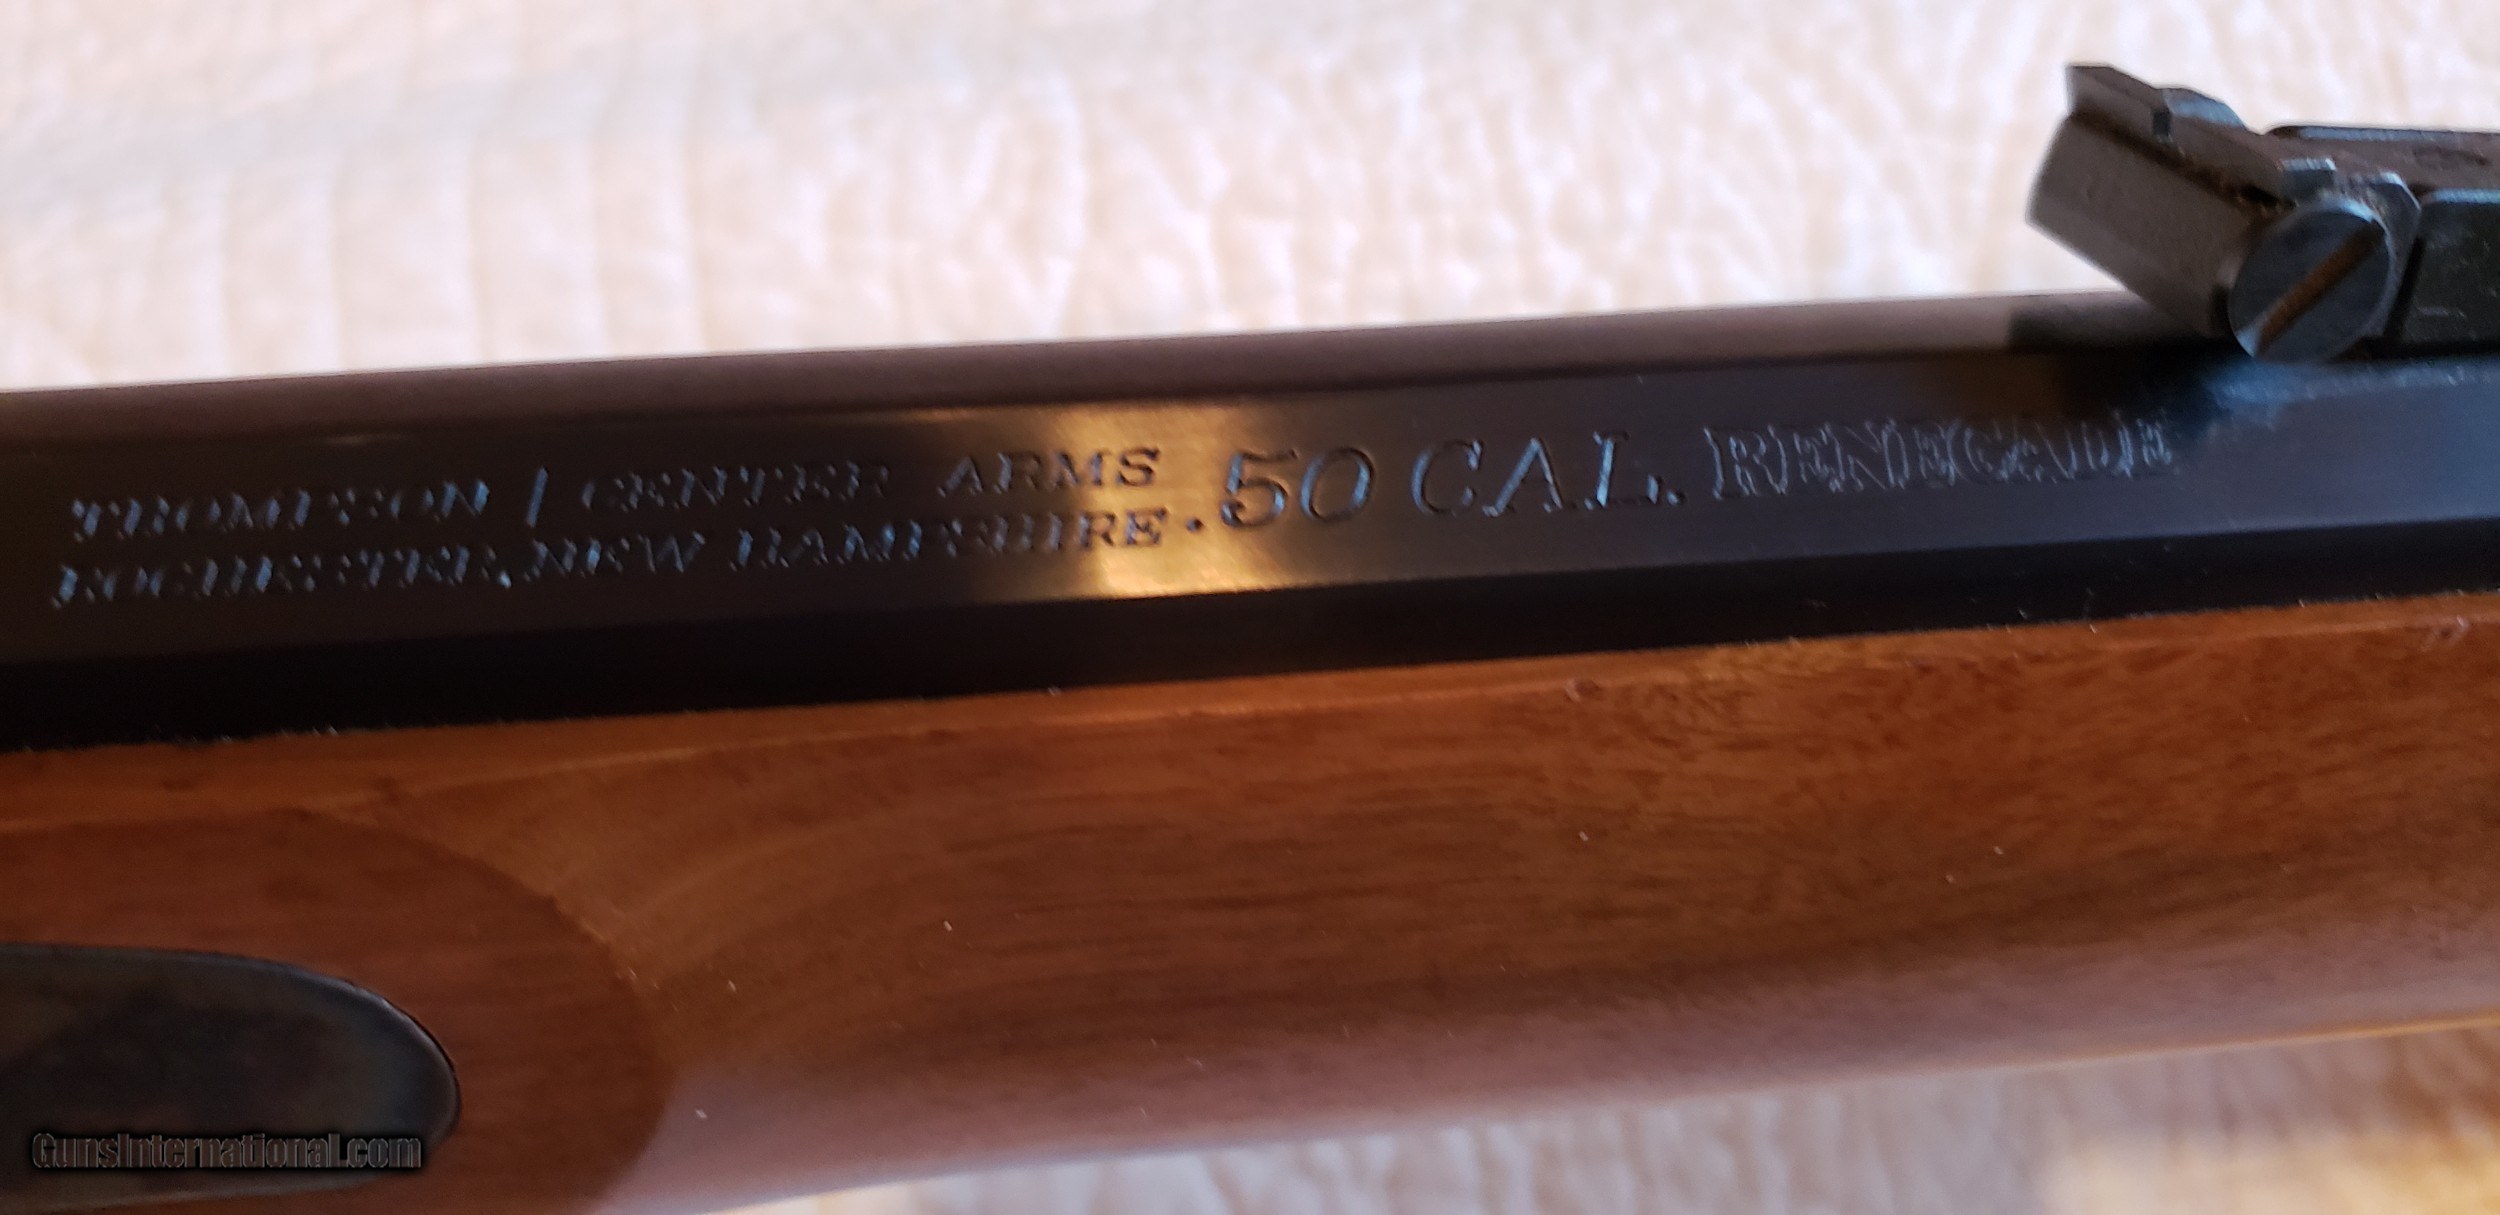 THOMPSON / CENTER ARMS
ROCHESTER, NEW HAMPSHIRE
.50 CAL. RENEGADE
GunsInternational.com